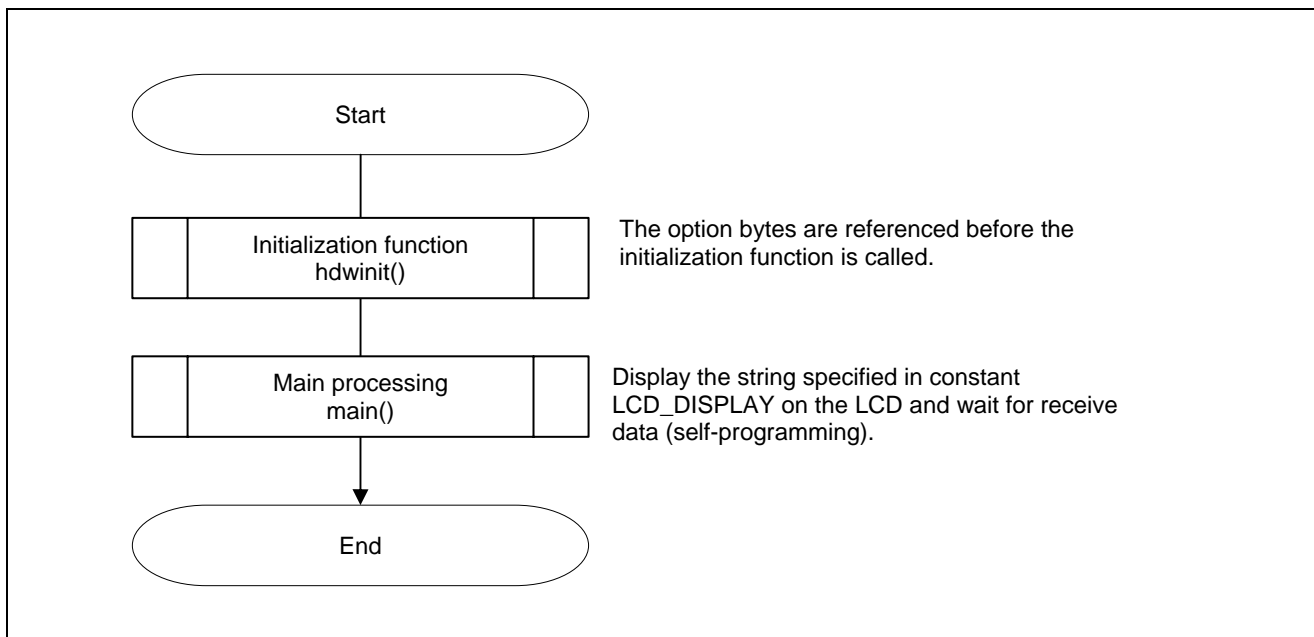 Start
Initialization function
hdwinit()
The option bytes are referenced before the
initialization function is called.
Main processing
main()
Display the string specified in constant
LCD_DISPLAY on the LCD and wait for receive
data (self-programming).
End